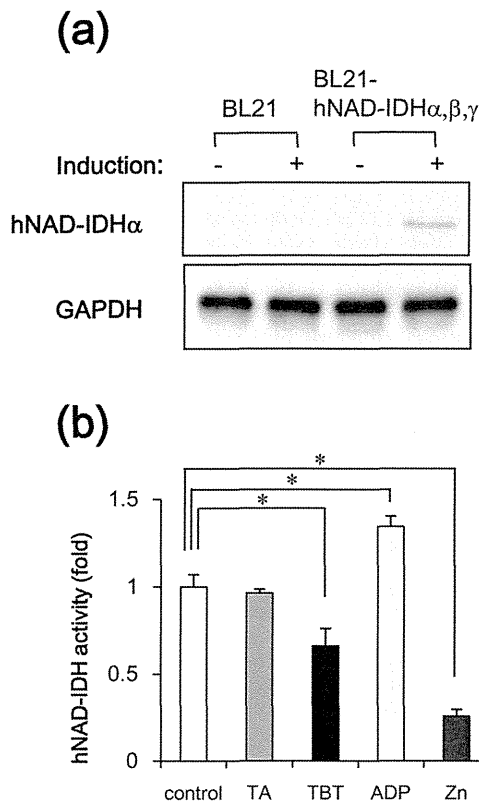 (a)
BL21
BL21-
hNAD-IDHα,β,γ
Induction: - + - +
hNAD-IDHα
GAPDH
(b)
hNAD-IDH activity (fold)
*
*
*
1.5
1
0.5
0
control TA TBT ADP Zn